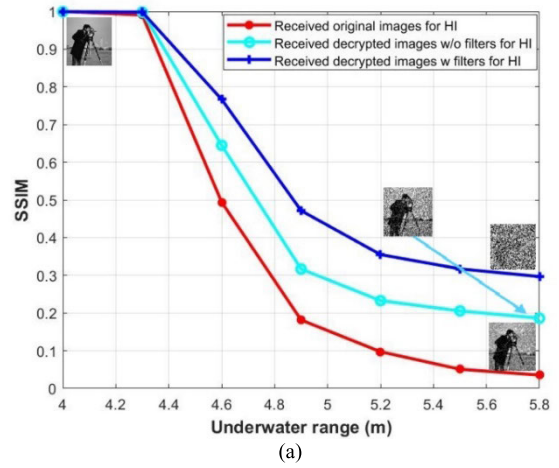 1
0.9
0.8
0.7
0.6
0.5
0.4
0.3
0.2
0.1
0
SSIM
Received original images for HI
Received decrypted images w/o filters for HI
Received decrypted images w filters for HI
4 4.2 4.4 4.6 4.8 5 5.2 5.4 5.6 5.8
Underwater range (m)
(a)